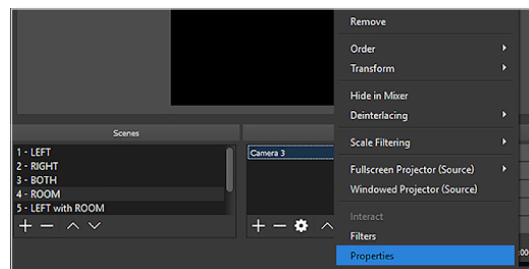 Remove
Order
Transform
Hide in Mixer
Deinterlacing
Scale Filtering
Fullscreen Projector (Source)
Windowed Projector (Source)
Interact
Filters
Properties
Scenes
1 - LEFT
2 - RIGHT
3 - BOTH
4 - ROOM
5 - LEFT with ROOM
Camera 3
:00